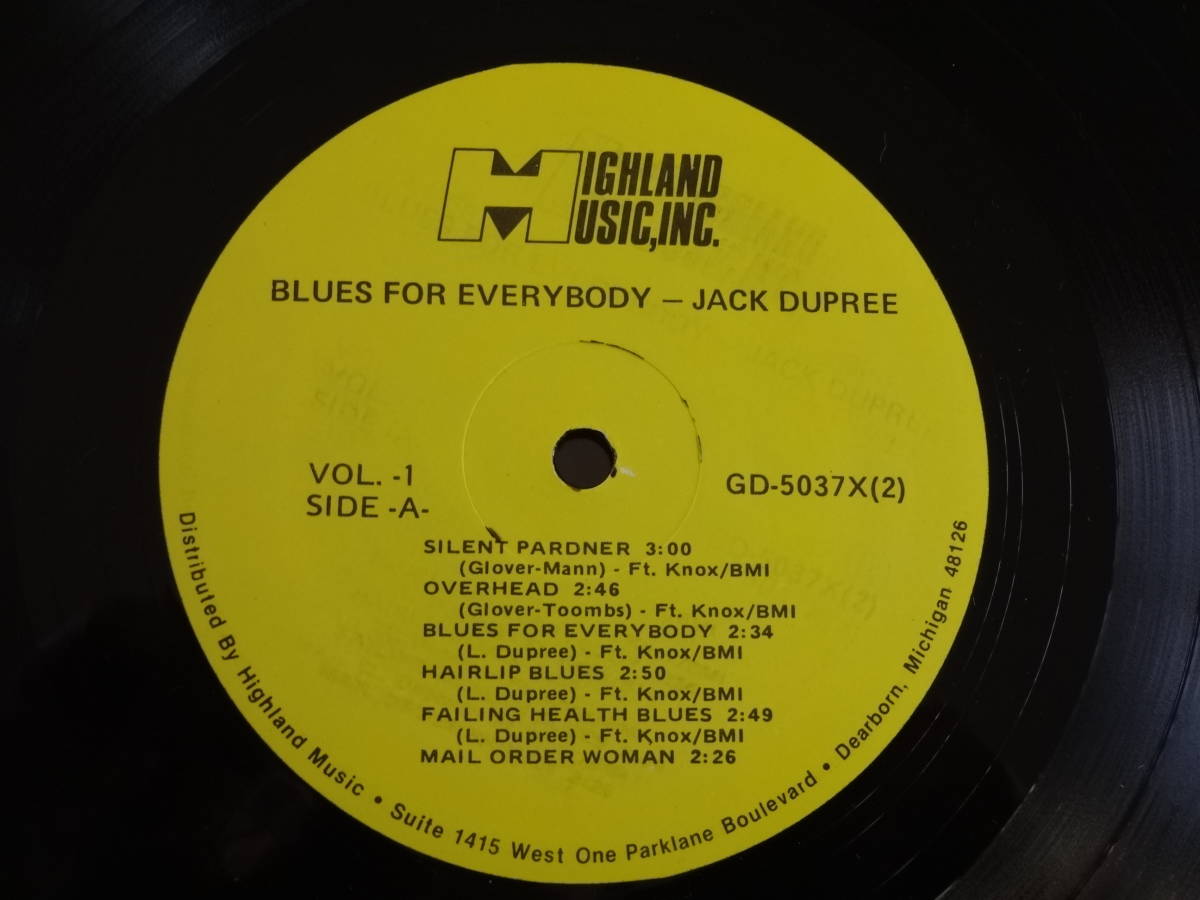 HIGHLAND
MUSIC, INC.
BLUES FOR EVERYBODY – JACK DUPREE
VOL. -1
SIDE -A-
GD-5037X(2)
SILENT PARDNER 3:00
(Glover-Mann) - Ft. Knox/BMI
OVERHEAD 2:46
(Glover-Toombs) - Ft. Knox/BMI
BLUES FOR EVERYBODY 2:34
(L. Dupree) - Ft. Knox/BMI
HAIRLIP BLUES 2:50
(L. Dupree) - Ft. Knox/BMI
FAILING HEALTH BLUES 2:49
(L. Dupree) - Ft. Knox/BMI
MAIL ORDER WOMAN 2:26
Distributed By Highland Music • Suite 1415 West One Parklane Boulevard • Dearborn, Michigan 48126